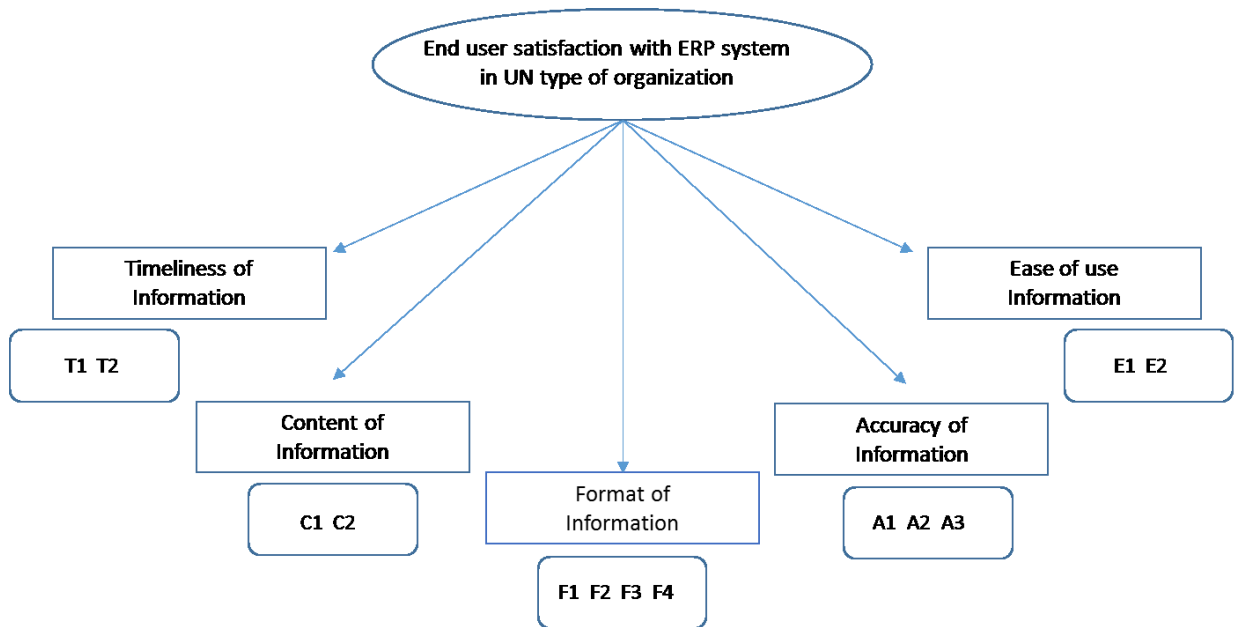 End user satisfaction with ERP system
in UN type of organization
Timeliness of
Information
T1 T2
Content of
Information
C1 C2
Format of
Information
F1 F2 F3 F4
Accuracy of
Information
A1 A2 A3
Ease of use
Information
E1 E2